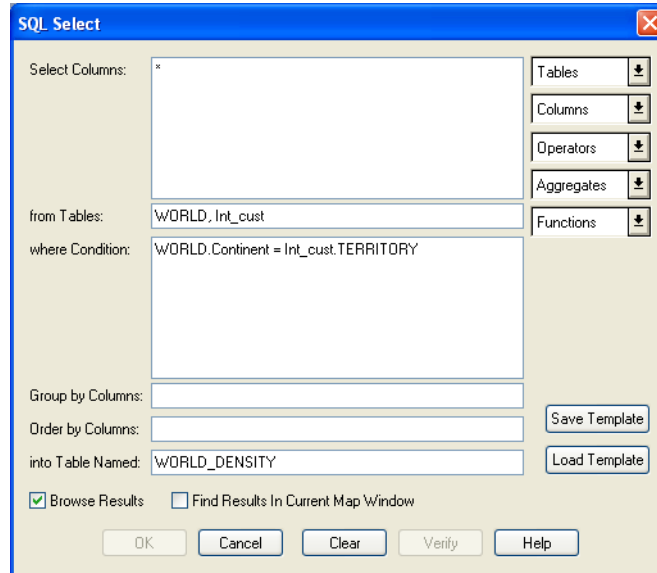 SQL Select
Select Columns:
*
Tables
Columns
Operators
Aggregates
from Tables:
WORLD, Int_cust
Functions
where Condition:
WORLD.Continent = Int_cust.TERRITORY
Group by Columns:
Order by Columns:
Save Template
into Table Named:
WORLD_DENSITY
Load Template
Browse Results
Find Results In Current Map Window
OK
Cancel
Clear
Verify
Help